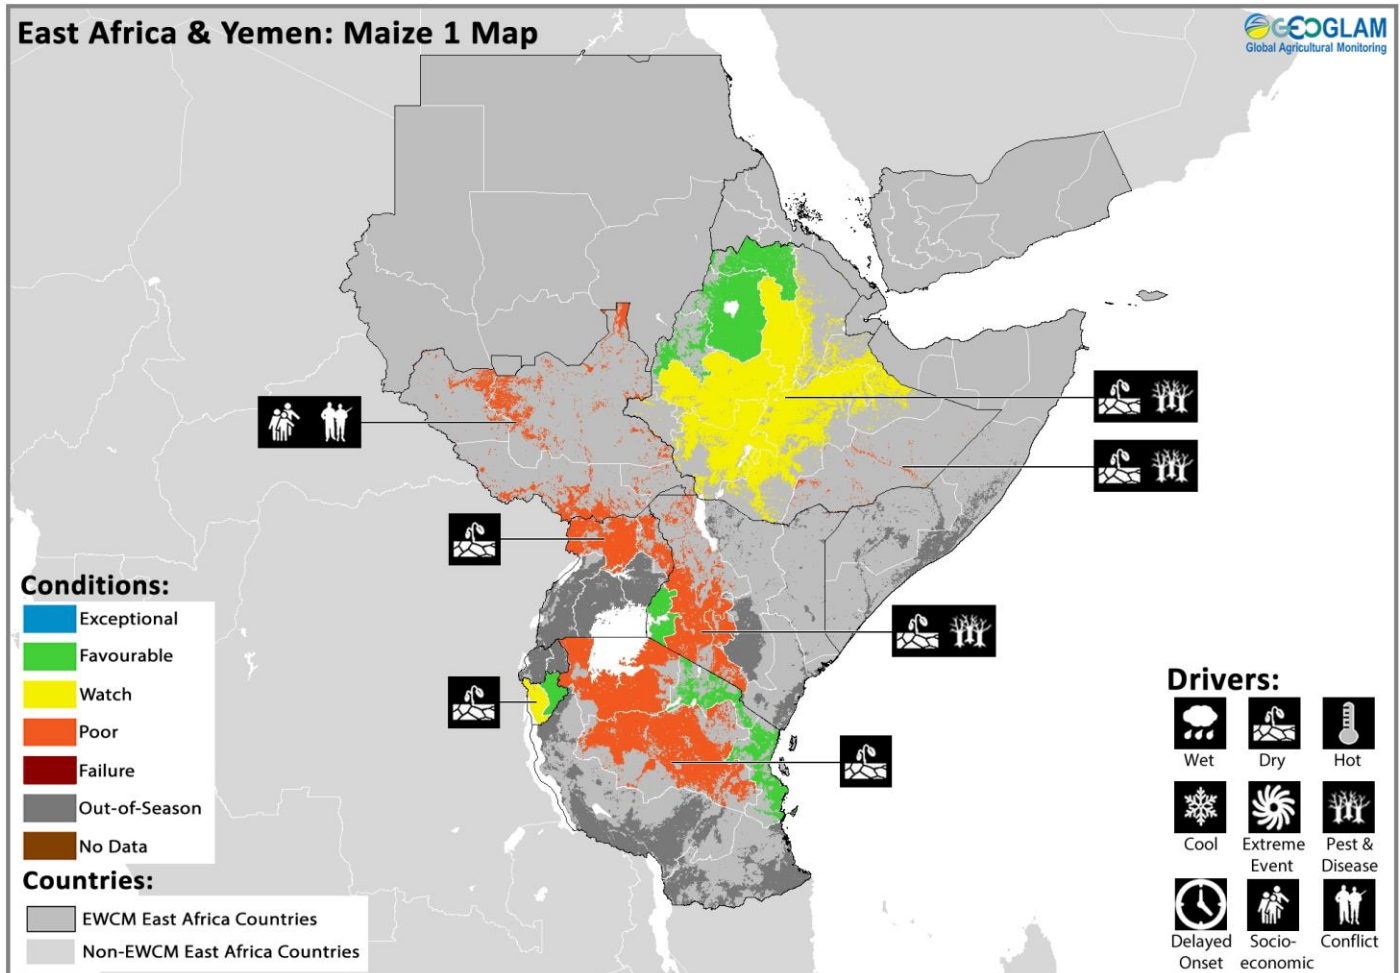 East Africa & Yemen: Maize 1 Map
GEOGLAM
Global Agricultural Monitoring
Conditions:
Exceptional
Favourable
Watch
Poor
Failure
Out-of-Season
No Data
Countries:
EWCM East Africa Countries
Non-EWCM East Africa Countries
Drivers:
Wet
Dry
Hot
Cool
Extreme
Event
Pest &
Disease
Delayed
Onset
Socio-
economic
Conflict